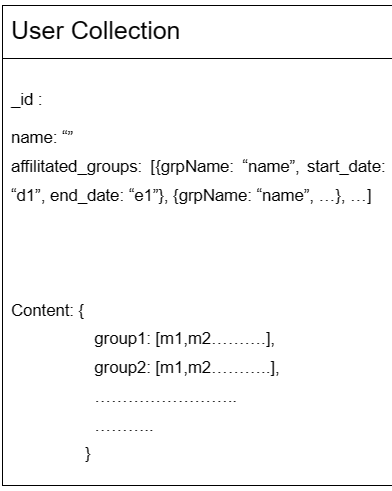 User Collection
_id :
name: “”
affilitated_groups: [{grpName: “name”, start_date:
“d1”, end_date: “e1”}, {grpName: “name”, …}, …]
Content: {
group1: [m1,m2……….],
group2: [m1,m2………..],
…………………….
………..
}